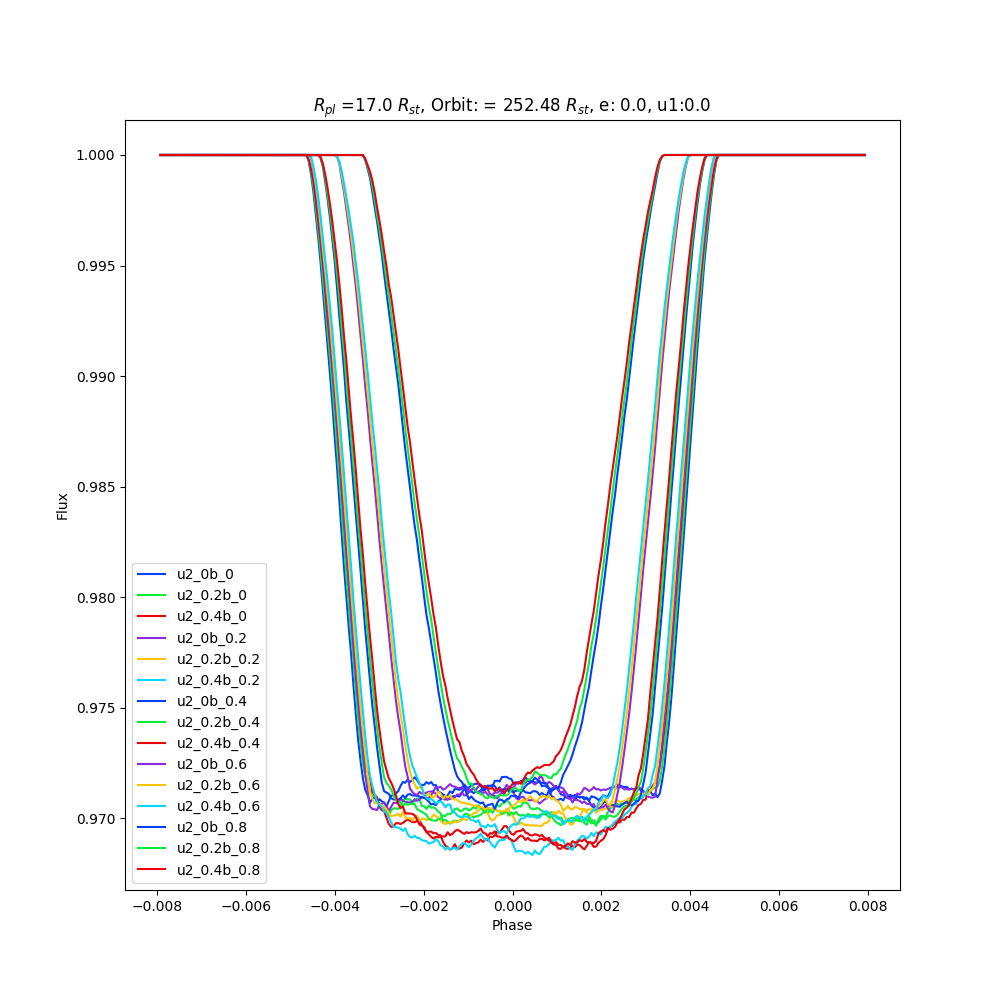 R_pl =17.0 R_st, Orbit: = 252.48 R_st, e: 0.0, u1:0.0
1.000
0.995
0.990
0.985
0.980
0.975
0.970
Flux
u2_0b_0
u2_0.2b_0
u2_0.4b_0
u2_0b_0.2
u2_0.2b_0.2
u2_0.4b_0.2
u2_0b_0.4
u2_0.2b_0.4
u2_0.4b_0.4
u2_0b_0.6
u2_0.2b_0.6
u2_0.4b_0.6
u2_0b_0.8
u2_0.2b_0.8
u2_0.4b_0.8
−0.008 −0.006 −0.004 −0.002 0.000 0.002 0.004 0.006 0.008
Phase